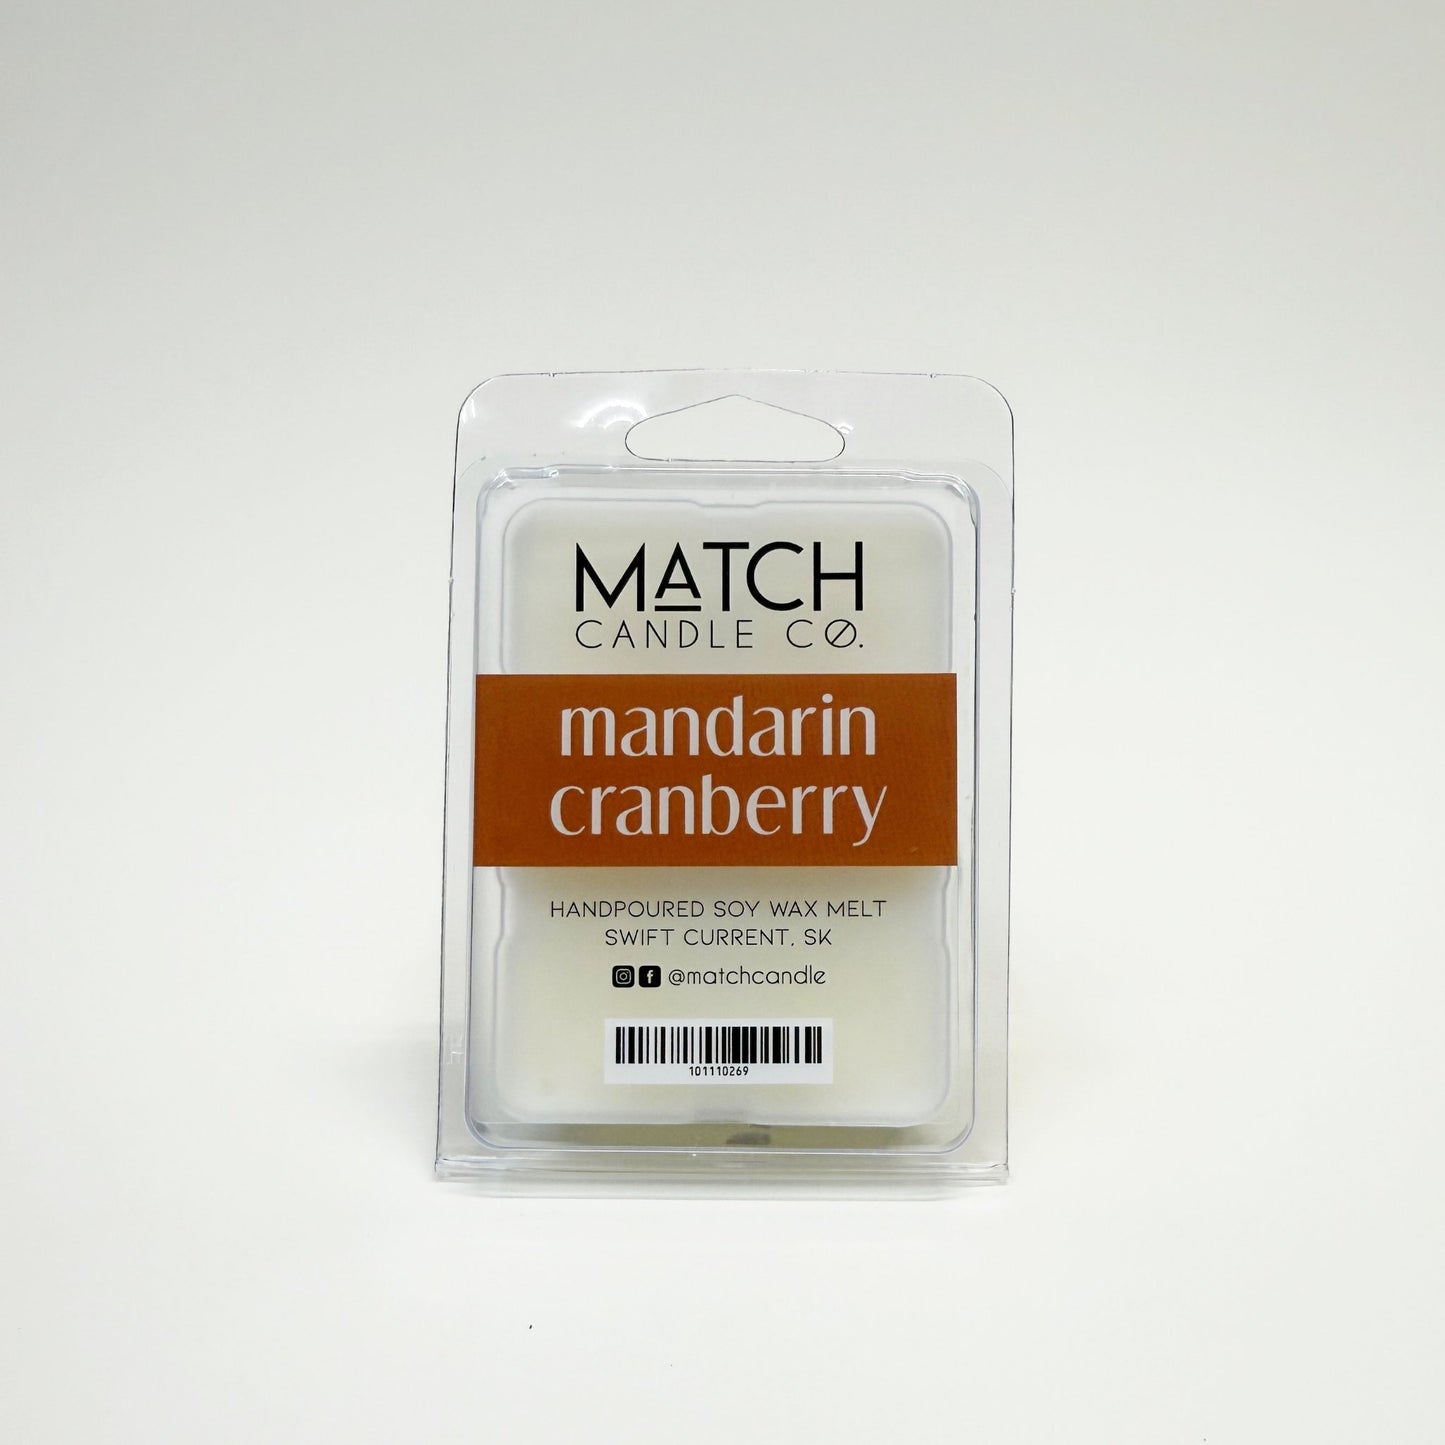 MATCH
CANDLE CO.
mandarin
cranberry
HANDPOURED SOY WAX MELT
SWIFT CURRENT, SK
@matchcandle
101110269